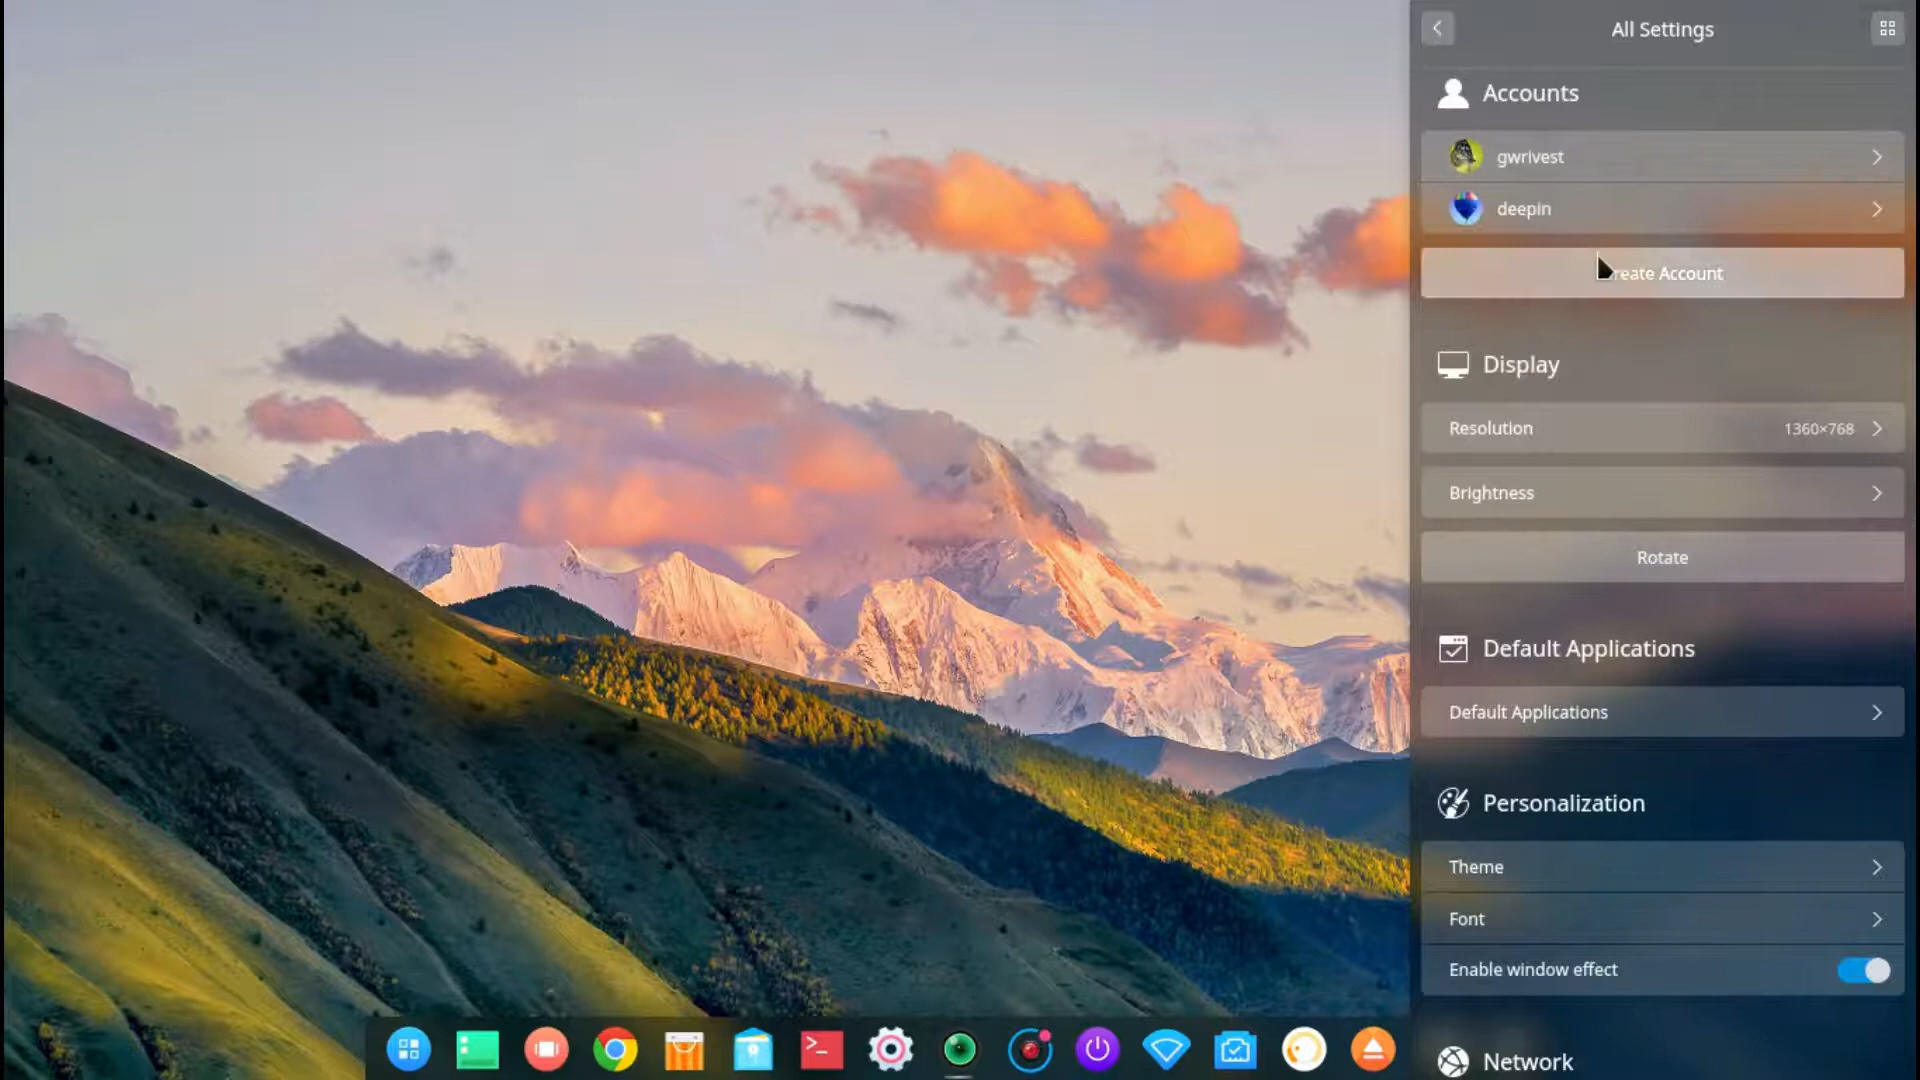 All Settings
Accounts
gwrivest
deepin
reate Account
Display
Resolution 1360×768
Brightness
Rotate
Default Applications
Default Applications
Personalization
Theme
Font
Enable window effect
Network